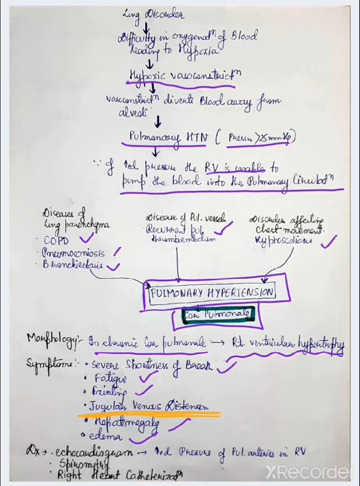 Lung Disorder
Difficulty in oxygenatⁿ of Blood
leading to Hypoxia
Hypoxic vasoconstrictⁿ
vasoconstrictⁿ diverts Blood away from
alveoli
Pulmonary HTN ( Pressure >25mmHg )
∵ of ↑ed pressure the RV is unable to
pump the blood into the Pulmonary Circulatⁿ
Diseases of
lung parenchyma
· COPD
· Pneumoconiosis
· Bronchiectasis
Disease of Pul. vessel
Recurrent pul.
thromboembolism
Disorders affecting
Chest movement
Kyphoscoliosis
PULMONARY HYPERTENSION
Cor Pulmonale
Morphology:- In chronic Cor pulmonale → Rt. ventricular hypertrophy
Symptoms:- • Severe Shortness of Breath
• Fatigue
• Fainting
• Jugular Venous Distension
• Hepatomegaly
• edema
Dx → echocardiogram → ↑ed Pressure of Pul arteries in RV
• Spirometry
• Right Heart Catheterizatⁿ
XRecorder